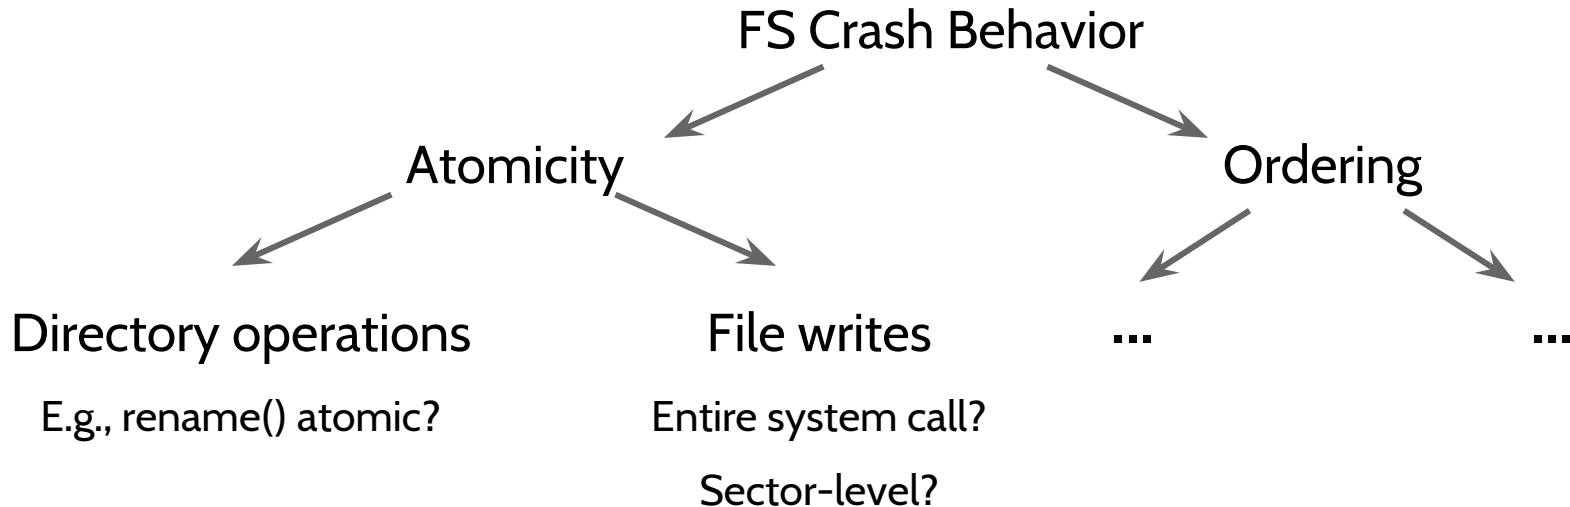 FS Crash Behavior
Atomicity
Ordering
Directory operations
File writes
...
...
E.g., rename() atomic?
Entire system call?
Sector-level?